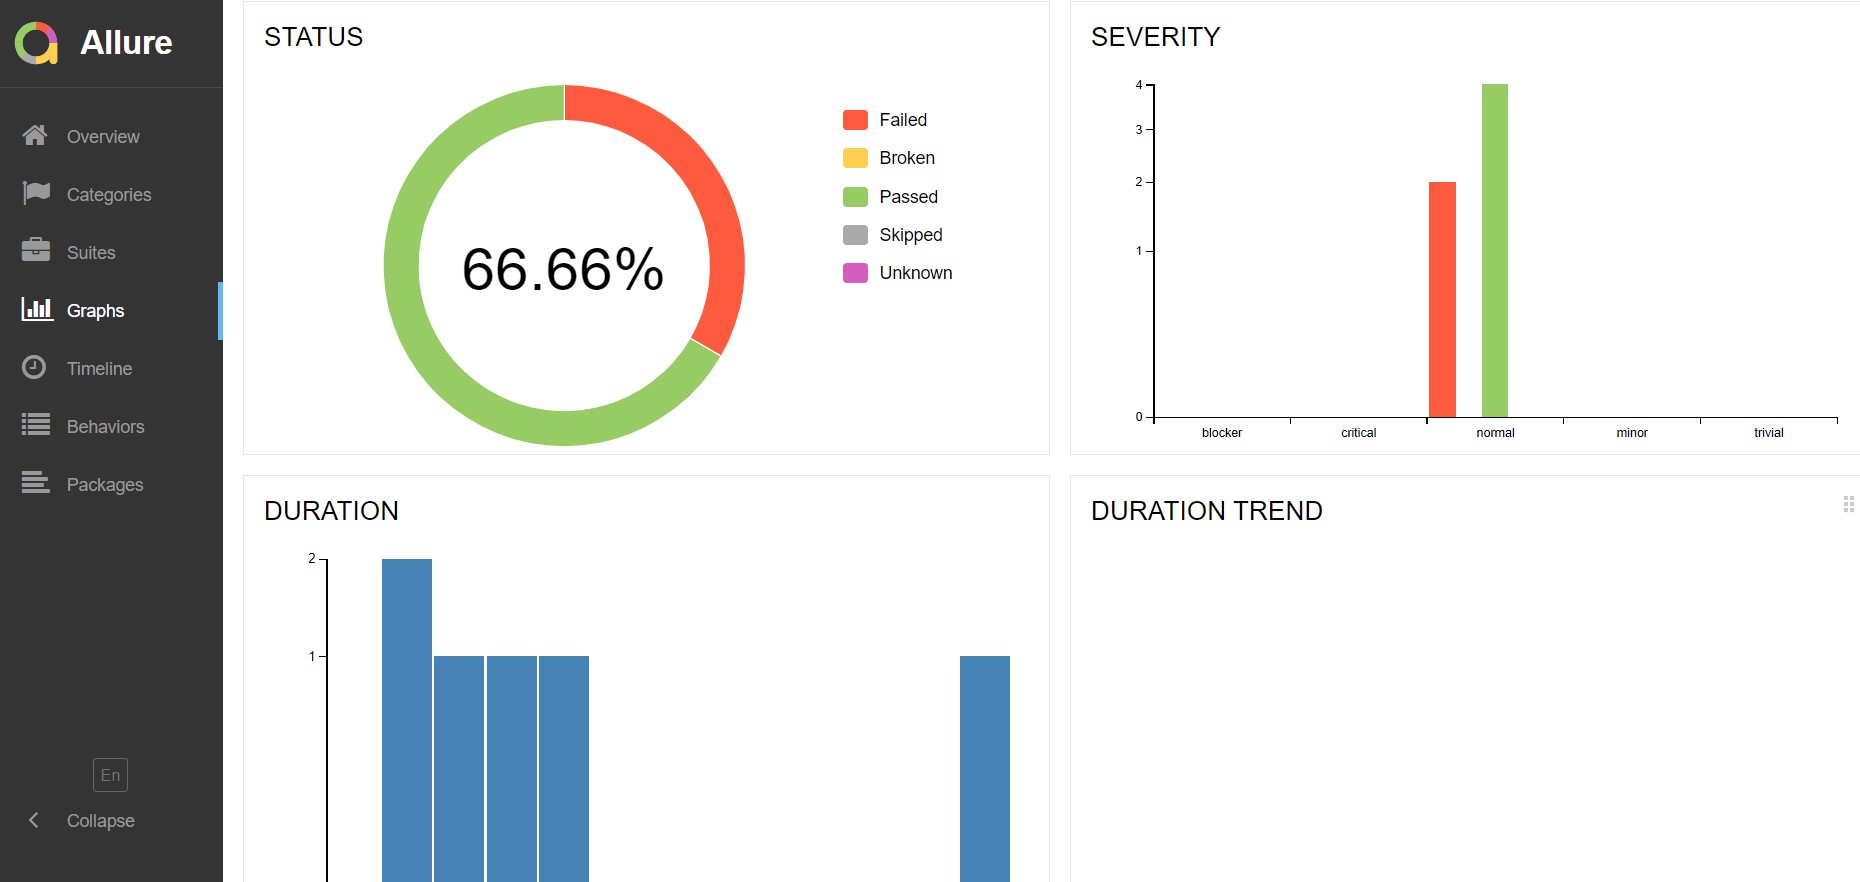 Allure
Overview
Categories
Suites
Graphs
Timeline
Behaviors
Packages
En
Collapse
STATUS
66.66%
Failed
Broken
Passed
Skipped
Unknown
SEVERITY
4
3
2
1
0
blocker critical normal minor trivial
DURATION
2
1
DURATION TREND